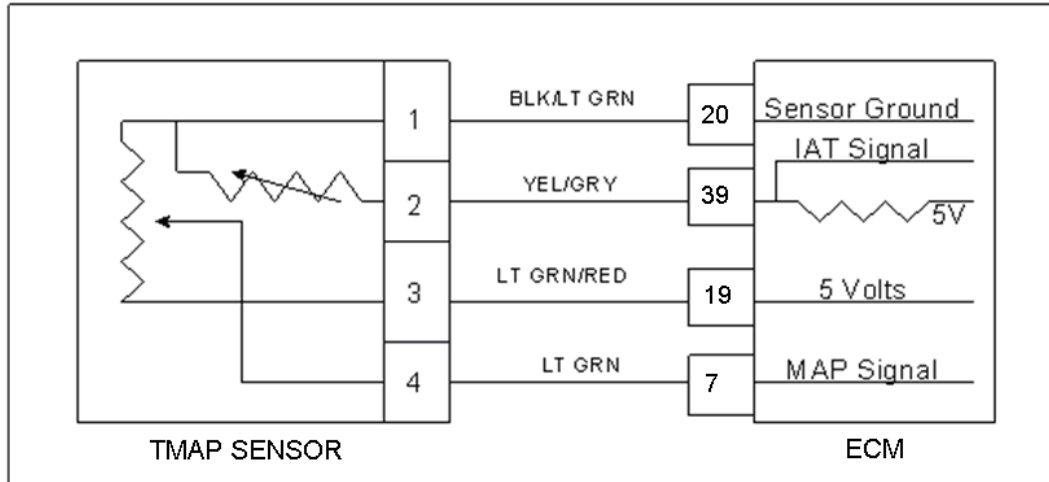 1 BLK/LT GRN 20 Sensor Ground
IAT Signal
2 YEL/GRY 39 5V
3 LT GRN/RED 19 5 Volts
4 LT GRN 7 MAP Signal
TMAP SENSOR ECM